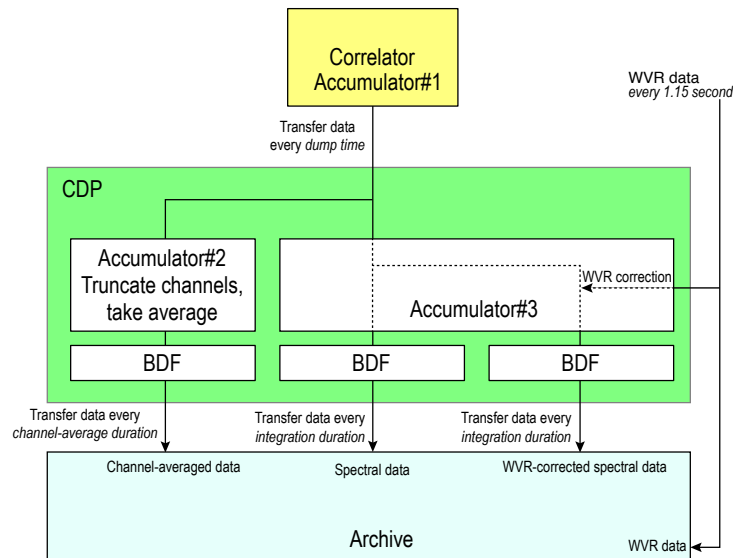 Correlator
Accumulator#1
WVR data
every 1.15 second
Transfer data
every dump time
CDP
Accumulator#2
Truncate channels,
take average
WVR correction
Accumulator#3
BDF
BDF
BDF
Transfer data every
channel-average duration
Transfer data every
integration duration
Transfer data every
integration duration
Channel-averaged data
Spectral data
WVR-corrected spectral data
Archive
WVR data